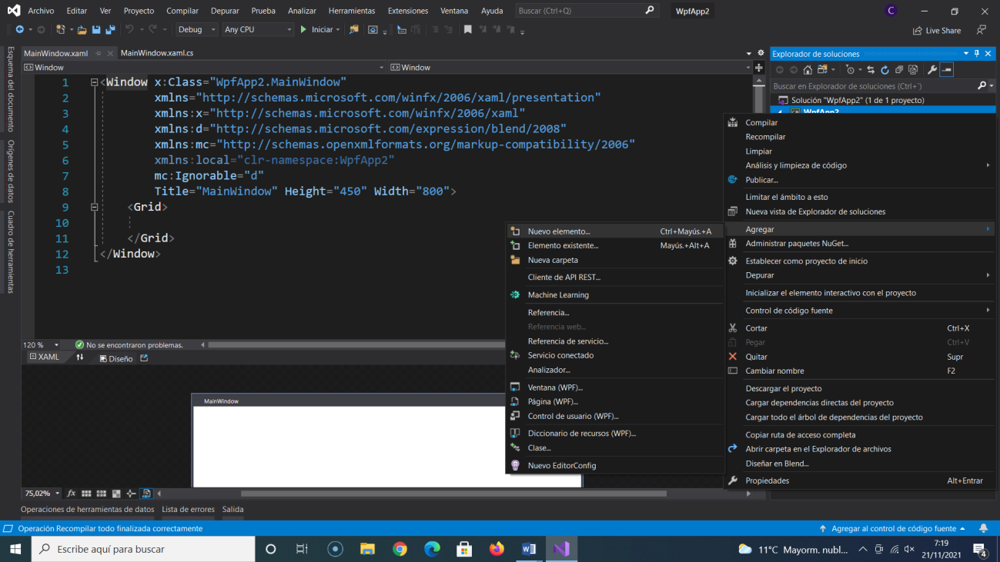 Archivo Editar Ver Proyecto Compilar Depurar Prueba Analizar Herramientas Extensiones Ventana Ayuda Buscar (Ctrl+Q) WpfApp2 C
Debug Any CPU Iniciar Live Share
MainWindow.xaml MainWindow.xaml.cs
Window Window
Esquema del documento
Orígenes de datos
Cuadro de herramientas
1 <Window x:Class="WpfApp2.MainWindow"
2 xmlns="http://schemas.microsoft.com/winfx/2006/xaml/presentation"
3 xmlns:x="http://schemas.microsoft.com/winfx/2006/xaml"
4 xmlns:d="http://schemas.microsoft.com/expression/blend/2008"
5 xmlns:mc="http://schemas.openxmlformats.org/markup-compatibility/2006"
6 xmlns:local="clr-namespace:WpfApp2"
7 mc:Ignorable="d"
8 Title="MainWindow" Height="450" Width="800">
9 <Grid>
10
11 </Grid>
12 </Window>
13
120 % No se encontraron problemas.
XAML Diseño
MainWindow
75,02% fx
Operaciones de herramientas de datos Lista de errores Salida
Explorador de soluciones
Buscar en Explorador de soluciones (Ctrl+`)
Solución "WpfApp2" (1 de 1 proyecto)
WpfApp2
Compilar
Recompilar
Limpiar
Análisis y limpieza de código
Publicar...
Limitar el ámbito a esto
Nueva vista de Explorador de soluciones
Agregar
Administrar paquetes NuGet...
Establecer como proyecto de inicio
Depurar
Inicializar el elemento interactivo con el proyecto
Control de código fuente
Cortar Ctrl+X
Pegar Ctrl+V
Quitar Supr
Cambiar nombre F2
Descargar el proyecto
Cargar dependencias directas del proyecto
Cargar todo el árbol de dependencias del proyecto
Copiar ruta de acceso completa
Abrir carpeta en el Explorador de archivos
Diseñar en Blend...
Propiedades Alt+Entrar
Nuevo elemento... Ctrl+Mayús.+A
Elemento existente... Mayús.+Alt+A
Nueva carpeta
Cliente de API REST...
Machine Learning
Referencia...
Referencia web...
Referencia de servicio...
Servicio conectado
Analizador...
Ventana (WPF)...
Página (WPF)...
Control de usuario (WPF)...
Diccionario de recursos (WPF)...
Clase...
Nuevo EditorConfig
Operación Recompilar todo finalizada correctamente Agregar al control de código fuente
Escribe aquí para buscar 11°C Mayorm. nubl... 7:19
21/11/2021 4